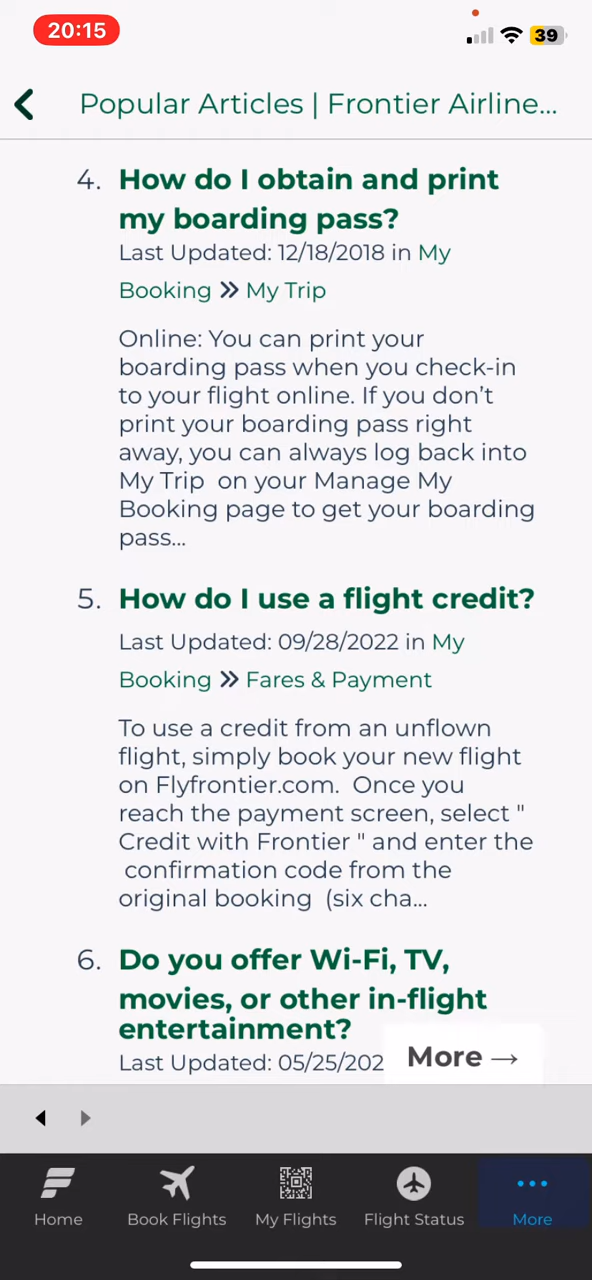 20:15
39
Popular Articles | Frontier Airline...
4. How do I obtain and print
my boarding pass?
Last Updated: 12/18/2018 in My
Booking >> My Trip
Online: You can print your
boarding pass when you check-in
to your flight online. If you don’t
print your boarding pass right
away, you can always log back into
My Trip  on your Manage My
Booking page to get your boarding
pass...
5. How do I use a flight credit?
Last Updated: 09/28/2022 in My
Booking >> Fares & Payment
To use a credit from an unflown
flight, simply book your new flight
on Flyfrontier.com.  Once you
reach the payment screen, select "
Credit with Frontier " and enter the
confirmation code from the
original booking  (six cha...
6. Do you offer Wi-Fi, TV,
movies, or other in-flight
entertainment?
Last Updated: 05/25/202
More →
Home Book Flights My Flights Flight Status More